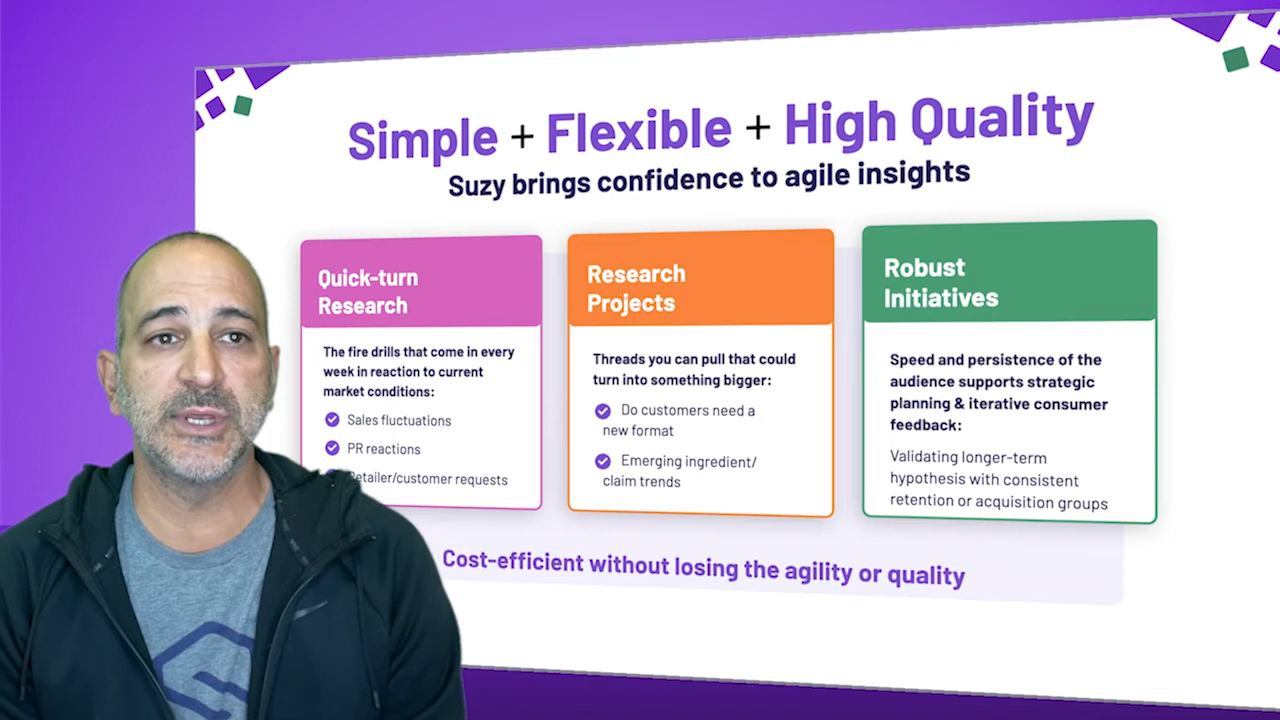 Simple + Flexible + High Quality
Suzy brings confidence to agile insights
Quick-turn
Research
The fire drills that come in every
week in reaction to current
market conditions:
Sales fluctuations
PR reactions
Retailer/customer requests
Research
Projects
Threads you can pull that could
turn into something bigger:
Do customers need a
new format
Emerging ingredient/
claim trends
Robust
Initiatives
Speed and persistence of the
audience supports strategic
planning & iterative consumer
feedback:
Validating longer-term
hypothesis with consistent
retention or acquisition groups
Cost-efficient without losing the agility or quality